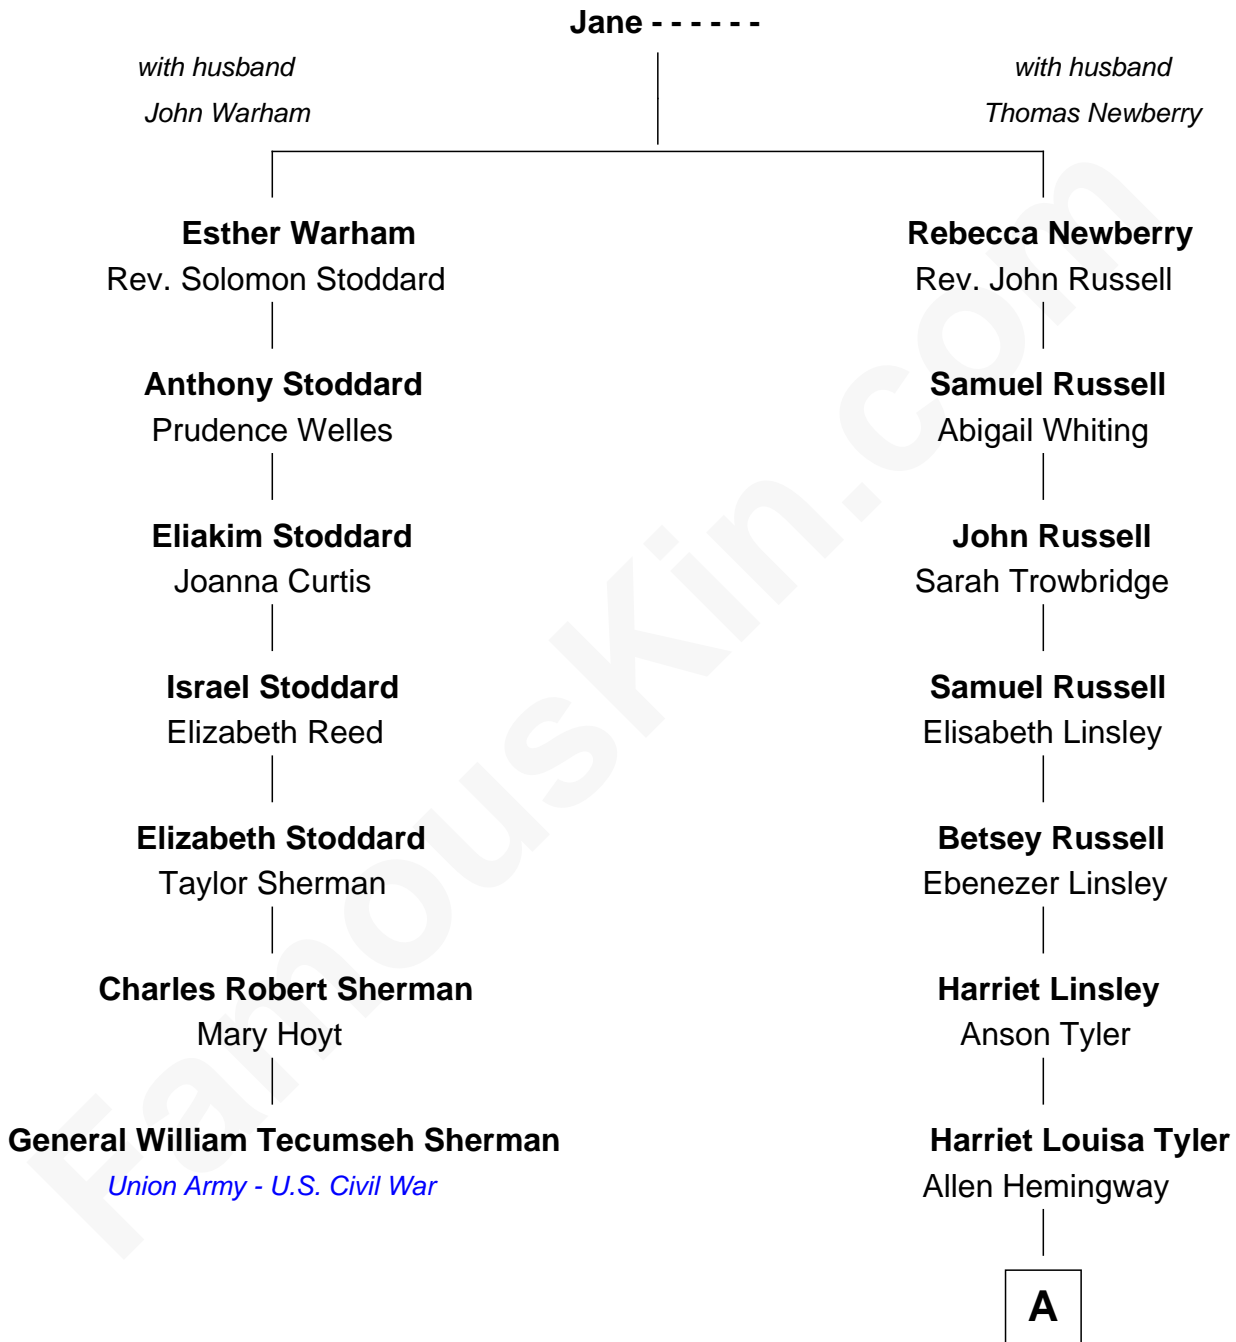 Jane - - - - - -
with husband
John Warham
with husband
Thomas Newberry
Esther Warham
Rev. Solomon Stoddard
Rebecca Newberry
Rev. John Russell
Anthony Stoddard
Prudence Welles
Samuel Russell
Abigail Whiting
Eliakim Stoddard
Joanna Curtis
John Russell
Sarah Trowbridge
Israel Stoddard
Elizabeth Reed
Samuel Russell
Elisabeth Linsley
Elizabeth Stoddard
Taylor Sherman
Betsey Russell
Ebenezer Linsley
Charles Robert Sherman
Mary Hoyt
Harriet Linsley
Anson Tyler
General William Tecumseh Sherman
Union Army - U.S. Civil War
Harriet Louisa Tyler
Allen Hemingway
A
FamousKin.com